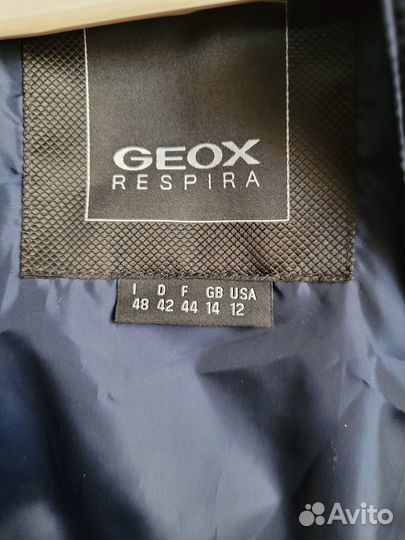 GEOX
RESPIRA
I D F GB USA
48 42 44 14 12
Avito